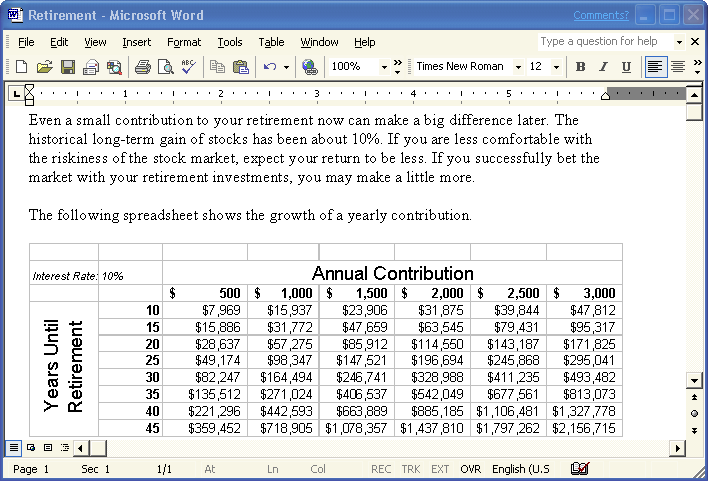 Retirement - Microsoft Word Comments?
File Edit View Insert Format Tools Table Window Help Type a question for help
100% Times New Roman 12 B I U
1 2 3 4 5
Even a small contribution to your retirement now can make a big difference later. The
historical long-term gain of stocks has been about 10%. If you are less comfortable with
the riskiness of the stock market, expect your return to be less. If you successfully bet the
market with your retirement investments, you may make a little more.
The following spreadsheet shows the growth of a yearly contribution.
Interest Rate: 10% Annual Contribution
$ 500 $ 1,000 $ 1,500 $ 2,000 $ 2,500 $ 3,000
Years Until
Retirement
10 $7,969 $15,937 $23,906 $31,875 $39,844 $47,812
15 $15,886 $31,772 $47,659 $63,545 $79,431 $95,317
20 $28,637 $57,275 $85,912 $114,550 $143,187 $171,825
25 $49,174 $98,347 $147,521 $196,694 $245,868 $295,041
30 $82,247 $164,494 $246,741 $328,988 $411,235 $493,482
35 $135,512 $271,024 $406,537 $542,049 $677,561 $813,073
40 $221,296 $442,593 $663,889 $885,185 $1,106,481 $1,327,778
45 $359,452 $718,905 $1,078,357 $1,437,810 $1,797,262 $2,156,715
Page 1 Sec 1 1/1 At Ln Col REC TRK EXT OVR English (U.S